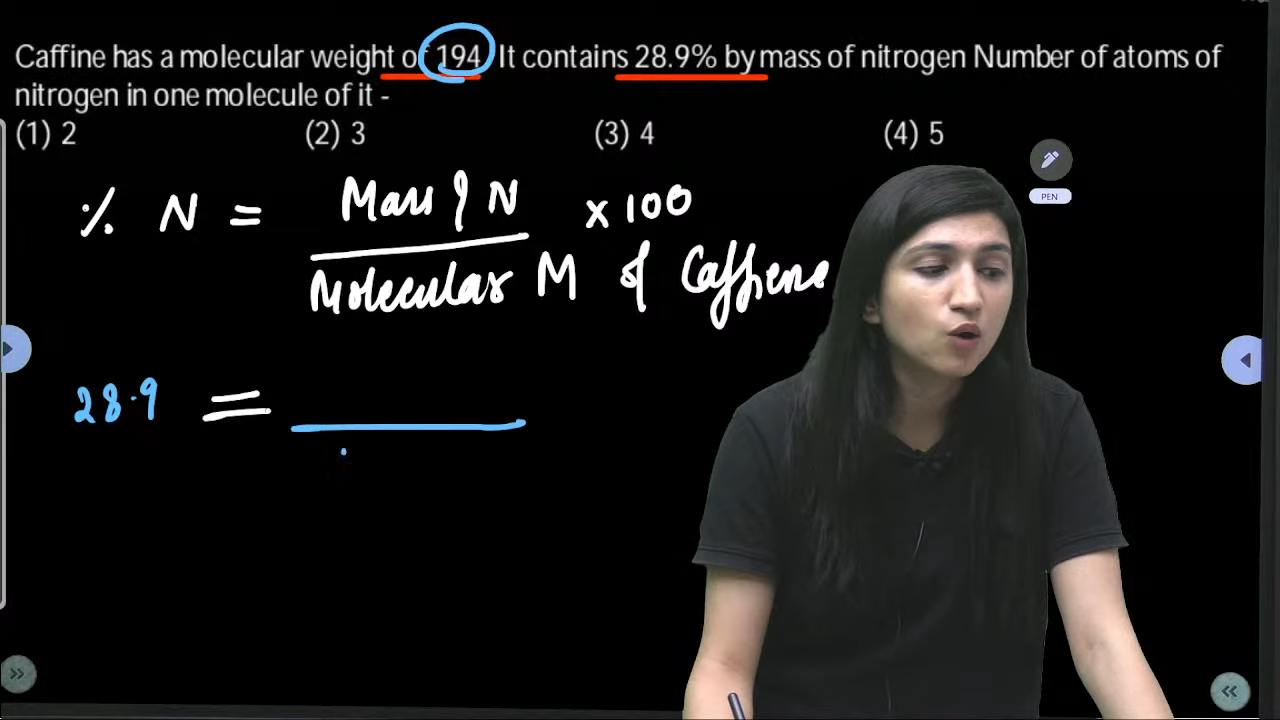 Caffine has a molecular weight of 194 It contains 28.9% by mass of nitrogen Number of atoms of
nitrogen in one molecule of it -
(1) 2 (2) 3 (3) 4 (4) 5
PEN
% N = Mass of N × 100
Molecular M of Caffiene
28.9 =